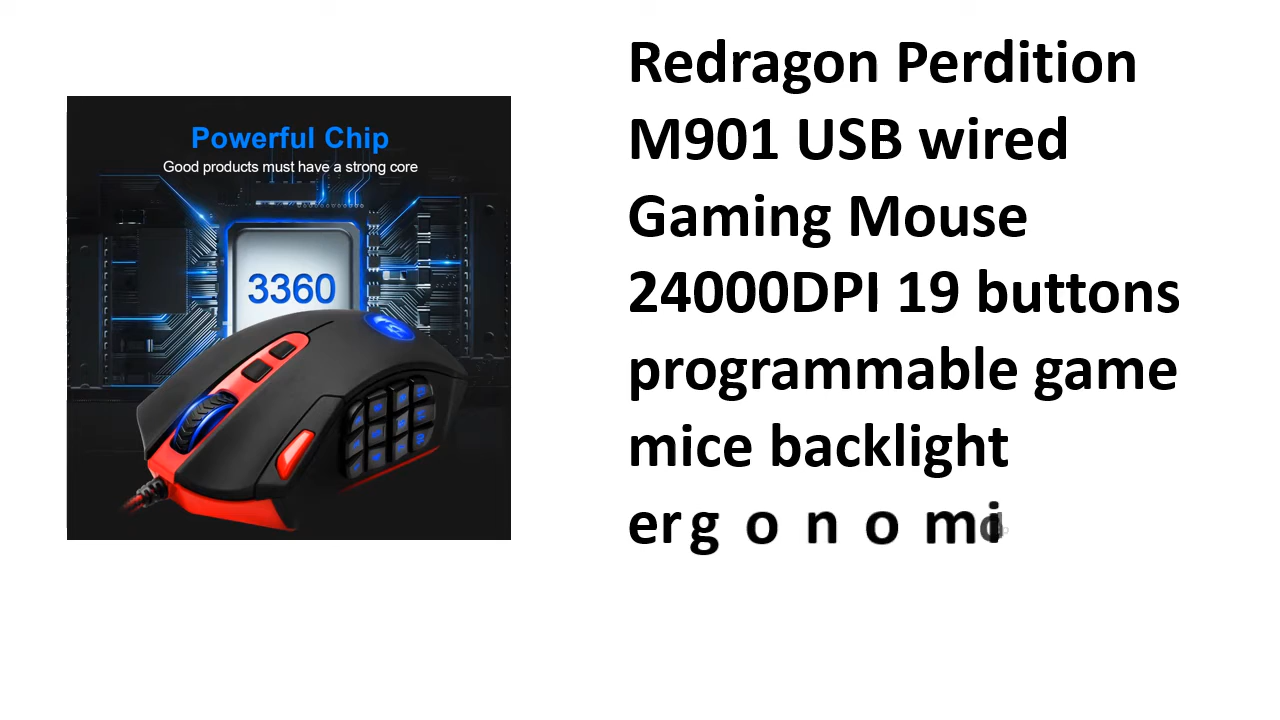 Powerful Chip
Good products must have a strong core
3360
Redragon Perdition
M901 USB wired
Gaming Mouse
24000DPI 19 buttons
programmable game
mice backlight
ergonomi